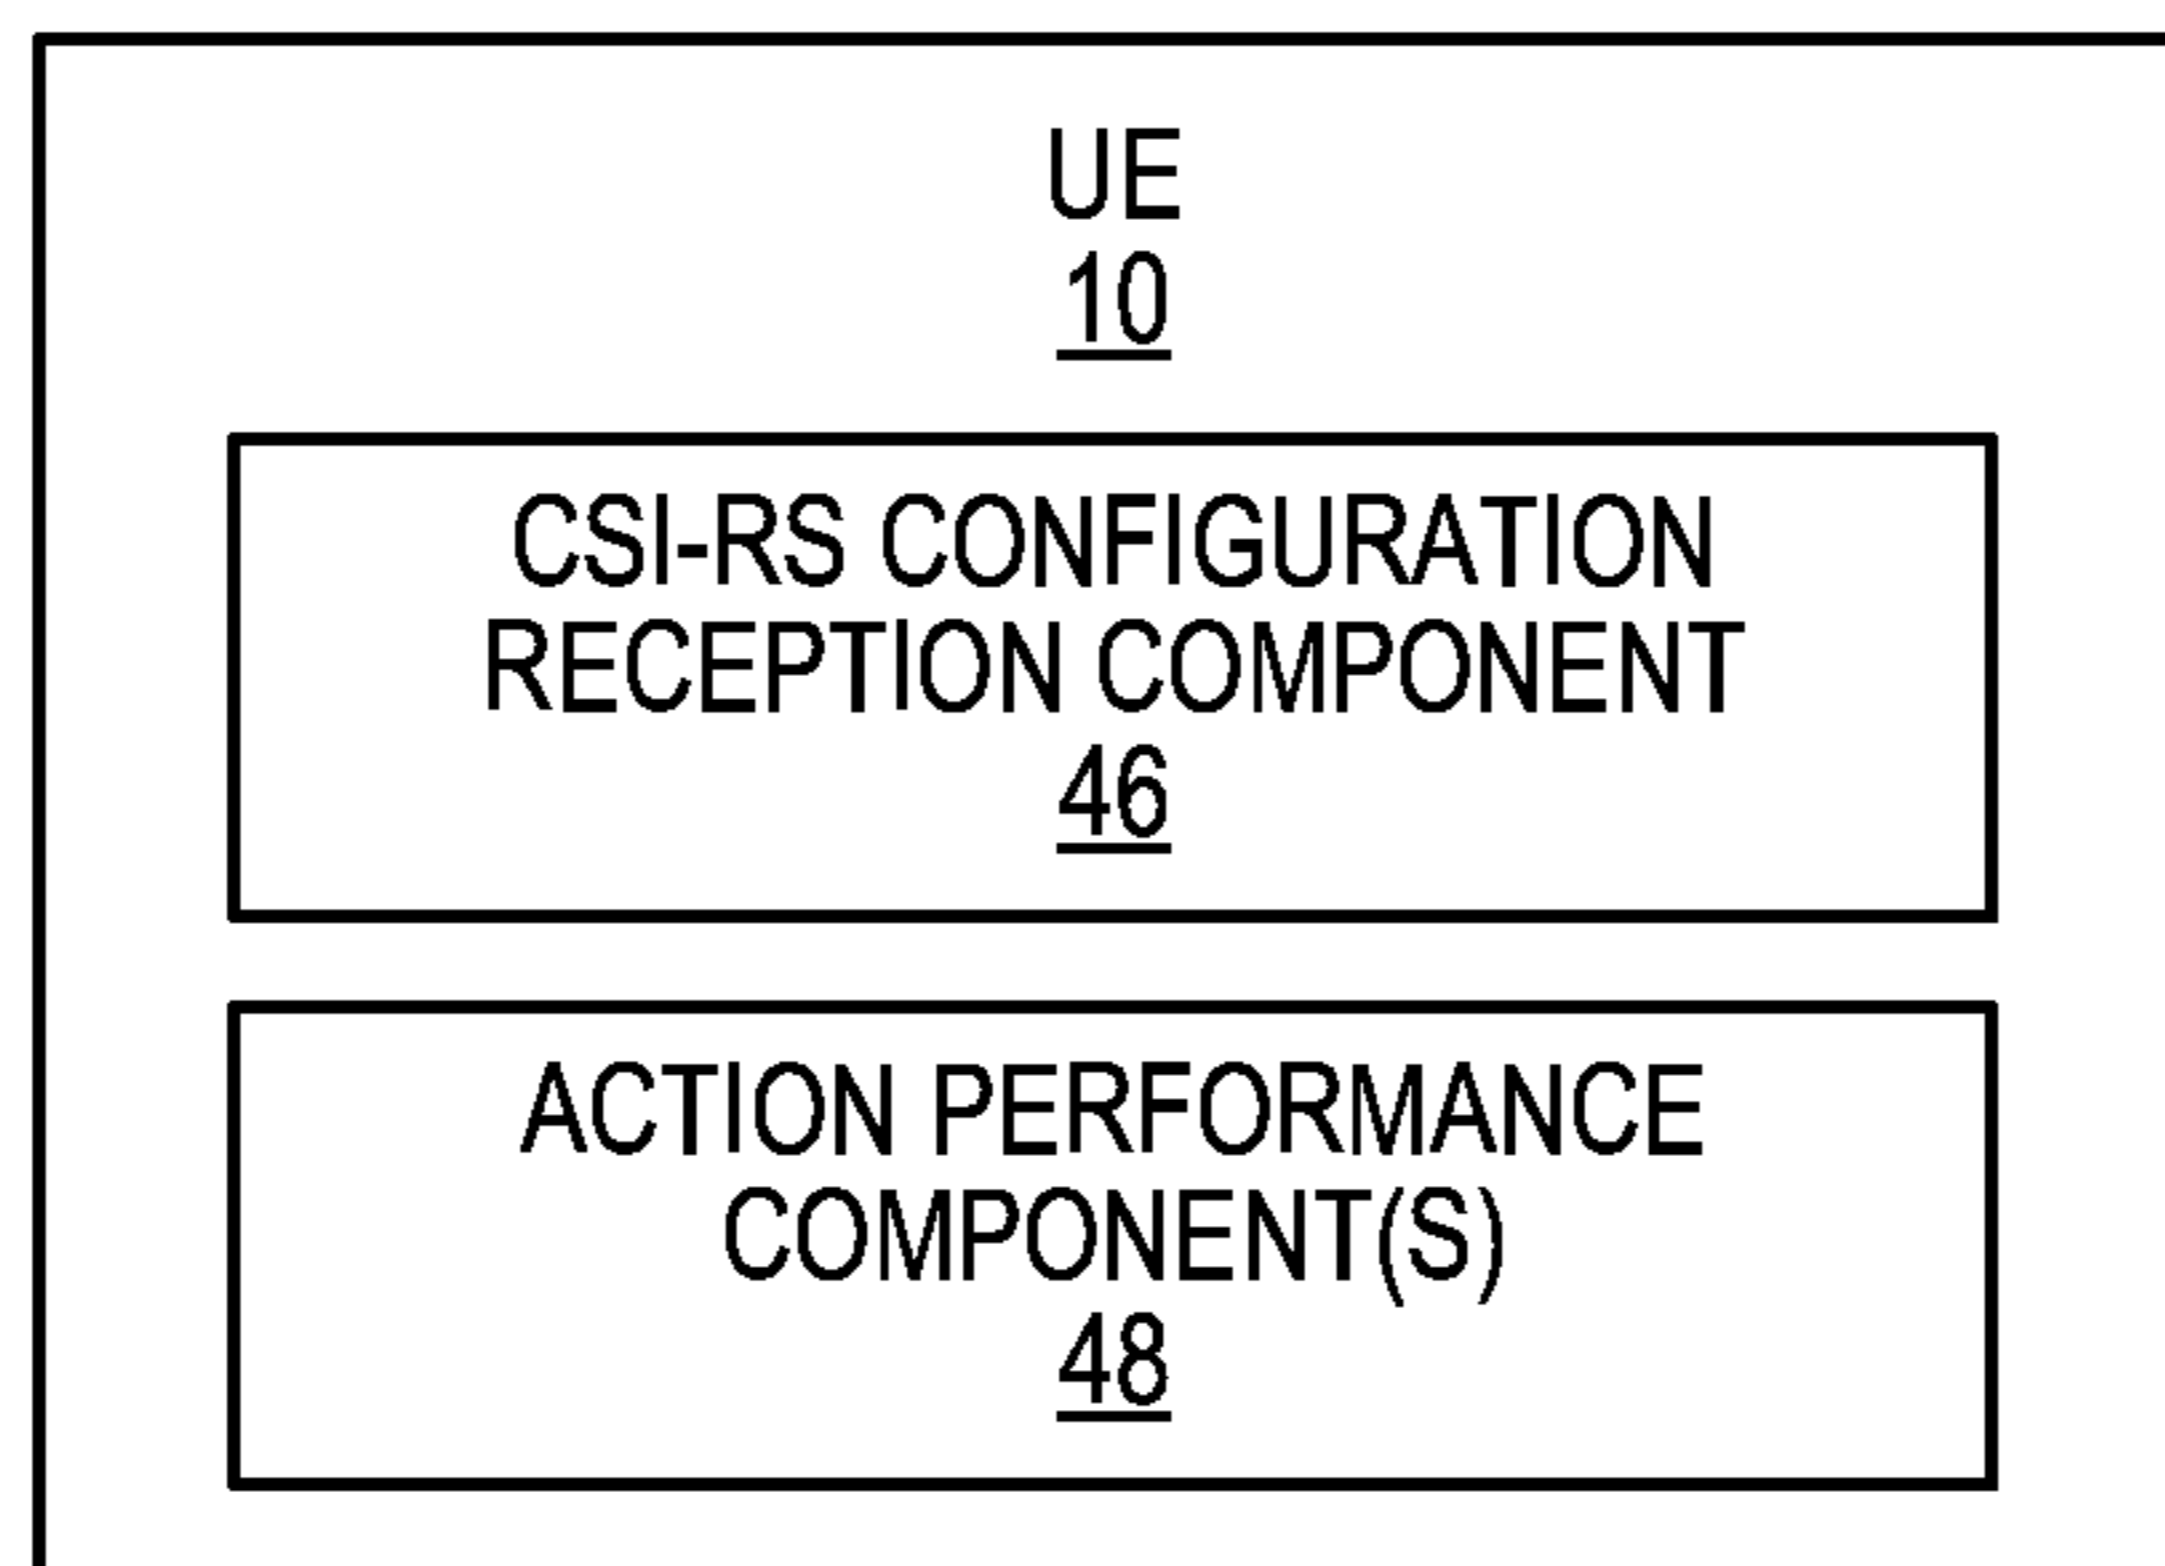 UE
10
CSI-RS CONFIGURATION
RECEPTION COMPONENT
46
ACTION PERFORMANCE
COMPONENT(S)
48